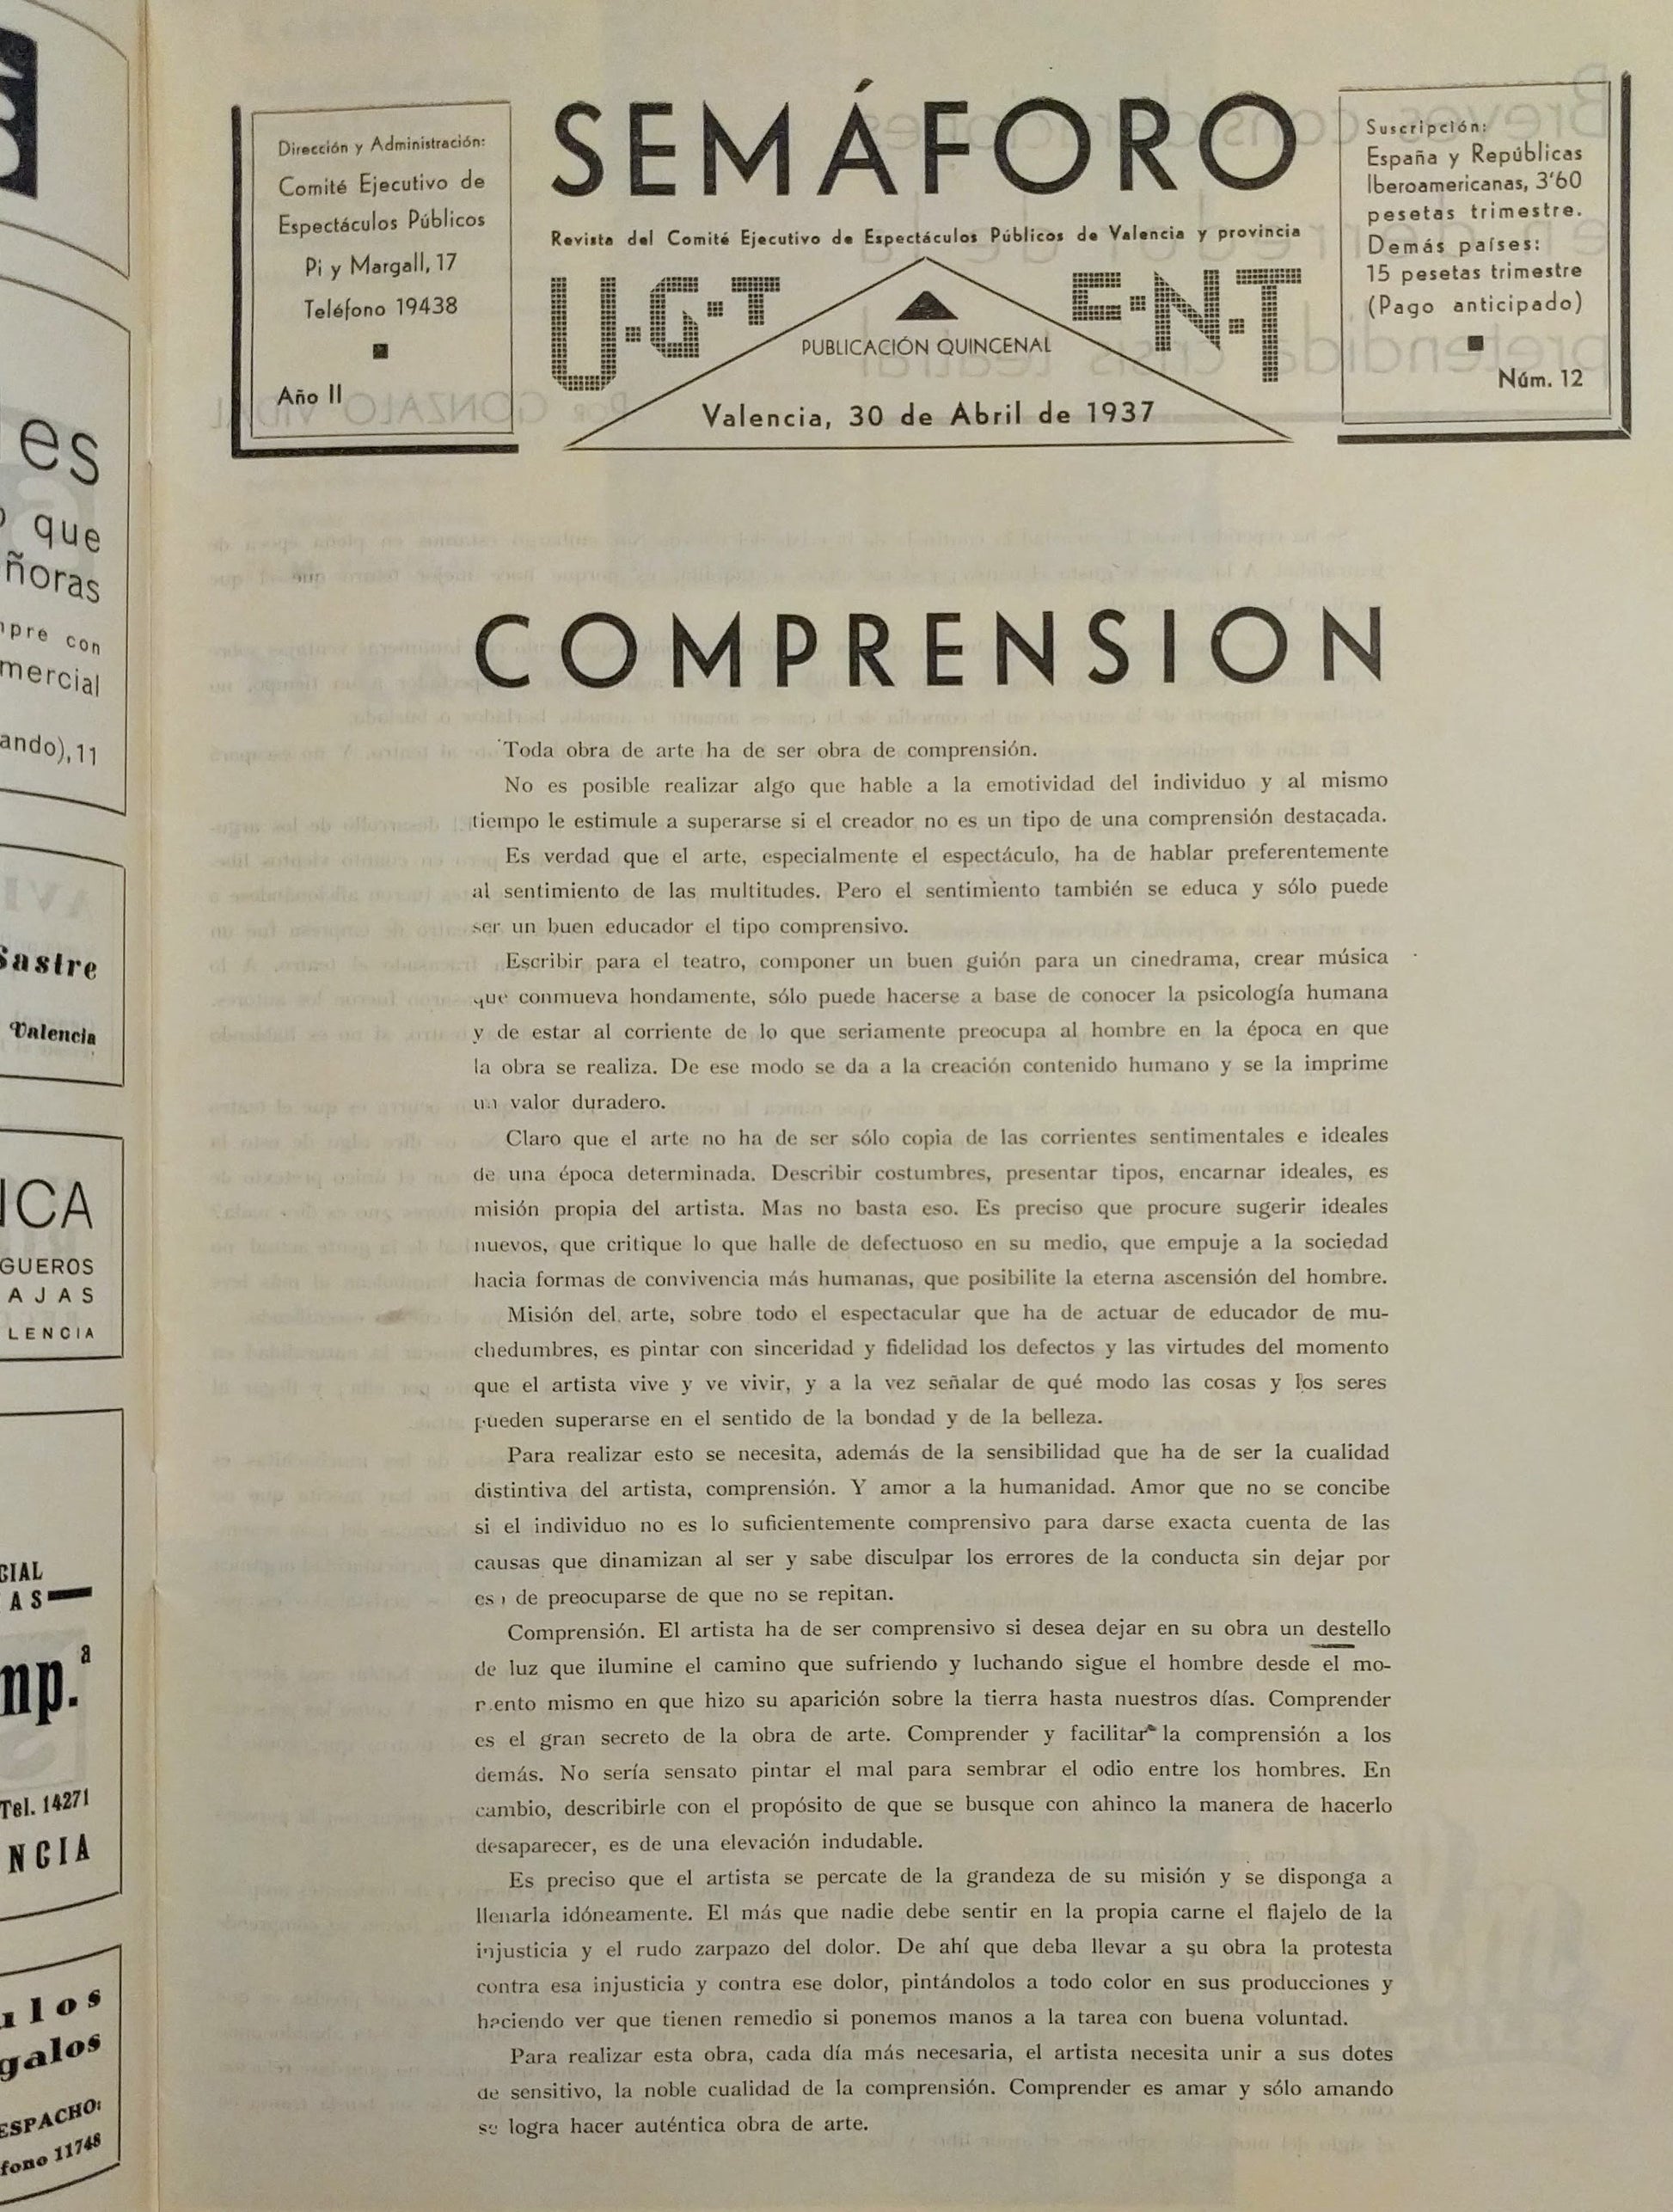 es
que
ñoras
mpre con
mercial
ando), 11
Sastre
Valencia
ICA
GUEROS
AJAS
LENCIA
CIAL
AS
mp.ª
Tel. 14271
NCIA
ulos
galos
ESPACHO:
fono 11748
Dirección y Administración:
Comité Ejecutivo de
Espectáculos Públicos
Pi y Margall, 17
Teléfono 19438
Año II
SEMÁFORO
Revista del Comité Ejecutivo de Espectáculos Públicos de Valencia y provincia
U·G·T C·N·T
PUBLICACIÓN QUINCENAL
Valencia, 30 de Abril de 1937
Suscripción:
España y Repúblicas
Iberoamericanas, 3'60
pesetas trimestre.
Demás países:
15 pesetas trimestre
(Pago anticipado)
Núm. 12
COMPRENSION
Toda obra de arte ha de ser obra de comprensión.
No es posible realizar algo que hable a la emotividad del individuo y al mismo
tiempo le estimule a superarse si el creador no es un tipo de una comprensión destacada.
Es verdad que el arte, especialmente el espectáculo, ha de hablar preferentemente
al sentimiento de las multitudes. Pero el sentimiento también se educa y sólo puede
ser un buen educador el tipo comprensivo.
Escribir para el teatro, componer un buen guión para un cinedrama, crear música
que conmueva hondamente, sólo puede hacerse a base de conocer la psicología humana
y de estar al corriente de lo que seriamente preocupa al hombre en la época en que
la obra se realiza. De ese modo se da a la creación contenido humano y se la imprime
un valor duradero.
Claro que el arte no ha de ser sólo copia de las corrientes sentimentales e ideales
de una época determinada. Describir costumbres, presentar tipos, encarnar ideales, es
misión propia del artista. Mas no basta eso. Es preciso que procure sugerir ideales
nuevos, que critique lo que halle de defectuoso en su medio, que empuje a la sociedad
hacia formas de convivencia más humanas, que posibilite la eterna ascensión del hombre.
Misión del arte, sobre todo el espectacular que ha de actuar de educador de mu-
chedumbres, es pintar con sinceridad y fidelidad los defectos y las virtudes del momento
que el artista vive y ve vivir, y a la vez señalar de qué modo las cosas y los seres
pueden superarse en el sentido de la bondad y de la belleza.
Para realizar esto se necesita, además de la sensibilidad que ha de ser la cualidad
distintiva del artista, comprensión. Y amor a la humanidad. Amor que no se concibe
si el individuo no es lo suficientemente comprensivo para darse exacta cuenta de las
causas que dinamizan al ser y sabe disculpar los errores de la conducta sin dejar por
eso de preocuparse de que no se repitan.
Comprensión. El artista ha de ser comprensivo si desea dejar en su obra un destello
de luz que ilumine el camino que sufriendo y luchando sigue el hombre desde el mo-
mento mismo en que hizo su aparición sobre la tierra hasta nuestros días. Comprender
es el gran secreto de la obra de arte. Comprender y facilitar la comprensión a los
demás. No sería sensato pintar el mal para sembrar el odio entre los hombres. En
cambio, describirle con el propósito de que se busque con ahinco la manera de hacerlo
desaparecer, es de una elevación indudable.
Es preciso que el artista se percate de la grandeza de su misión y se disponga a
llenarla idóneamente. El más que nadie debe sentir en la propia carne el flajelo de la
injusticia y el rudo zarpazo del dolor. De ahí que deba llevar a su obra la protesta
contra esa injusticia y contra ese dolor, pintándolos a todo color en sus producciones y
haciendo ver que tienen remedio si ponemos manos a la tarea con buena voluntad.
Para realizar esta obra, cada día más necesaria, el artista necesita unir a sus dotes
de sensitivo, la noble cualidad de la comprensión. Comprender es amar y sólo amando
se logra hacer auténtica obra de arte.